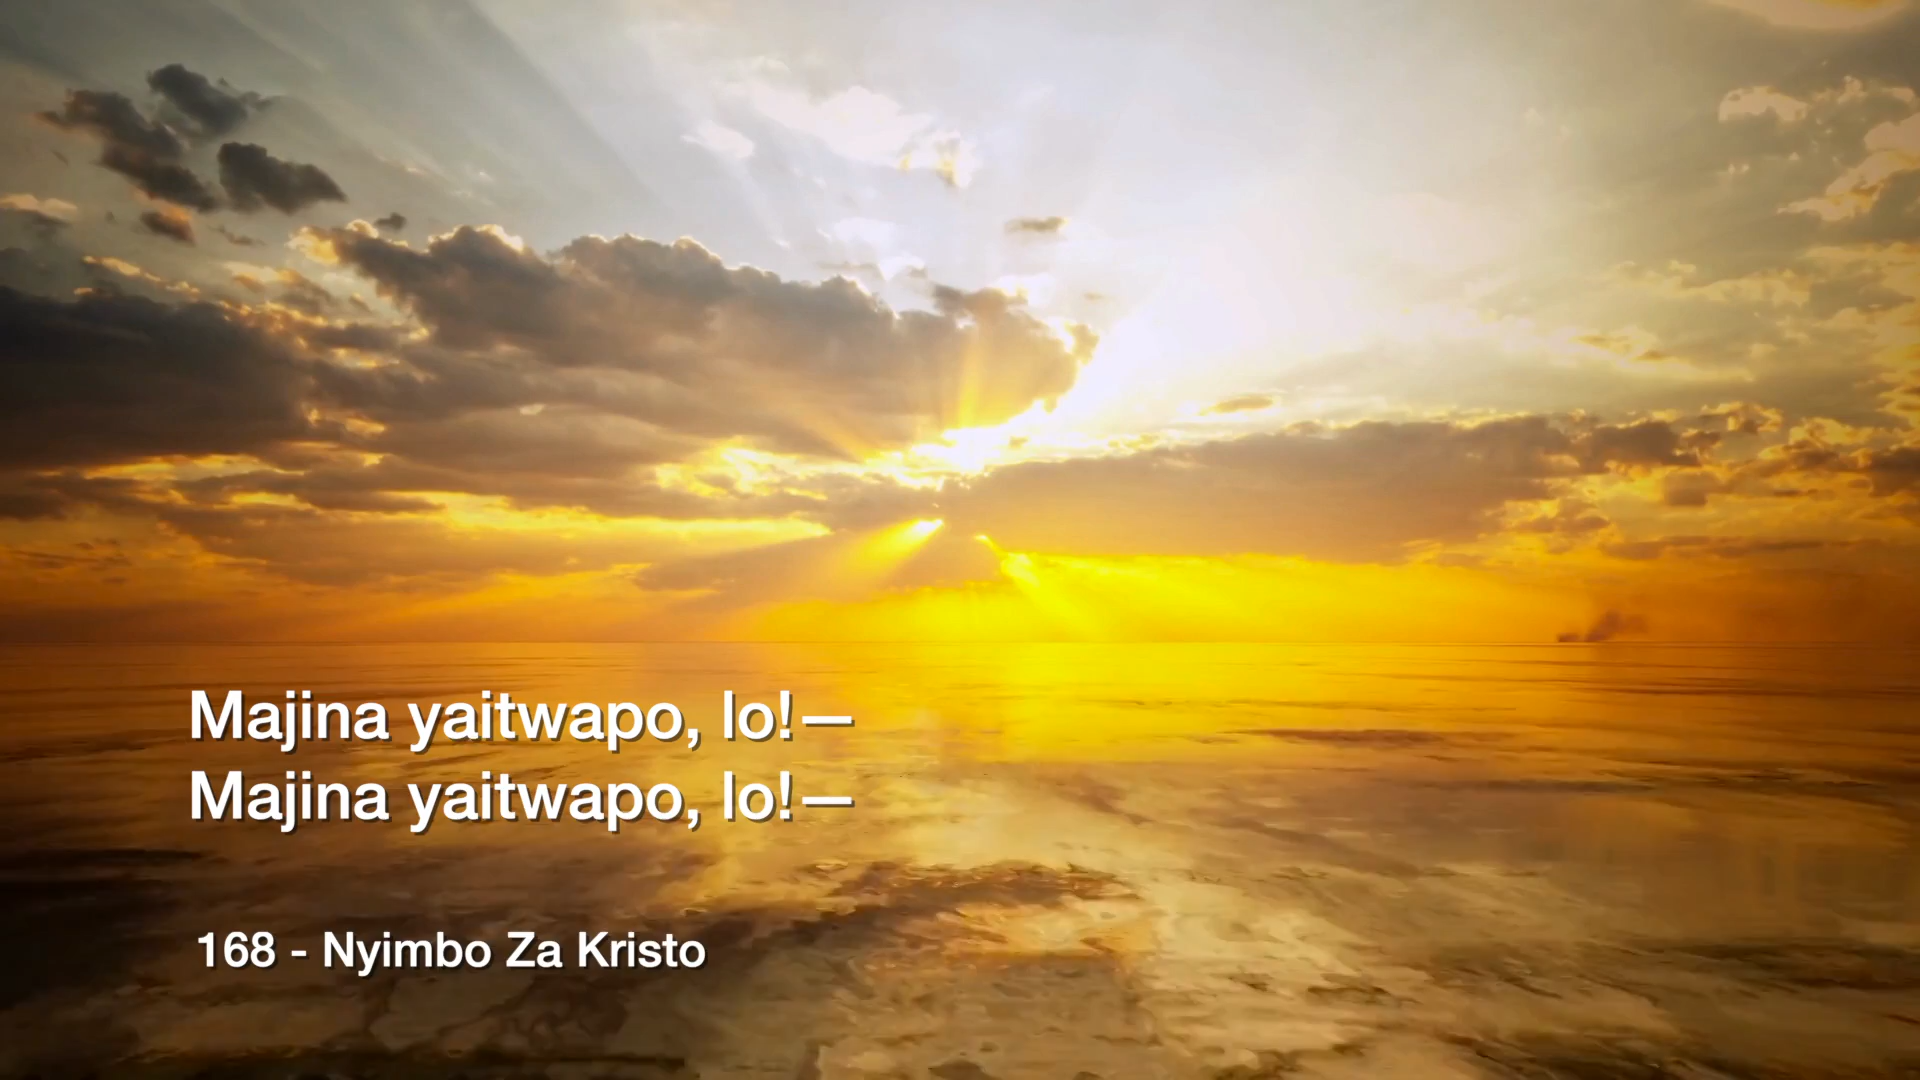 Majina yaitwapo, lo!—
Majina yaitwapo, lo!—
168 - Nyimbo Za Kristo